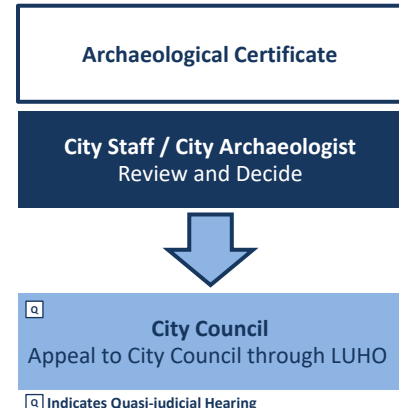 Archaeological Certificate
City Staff / City Archaeologist
Review and Decide
Q
City Council
Appeal to City Council through LUHO
Q Indicates Quasi-judicial Hearing